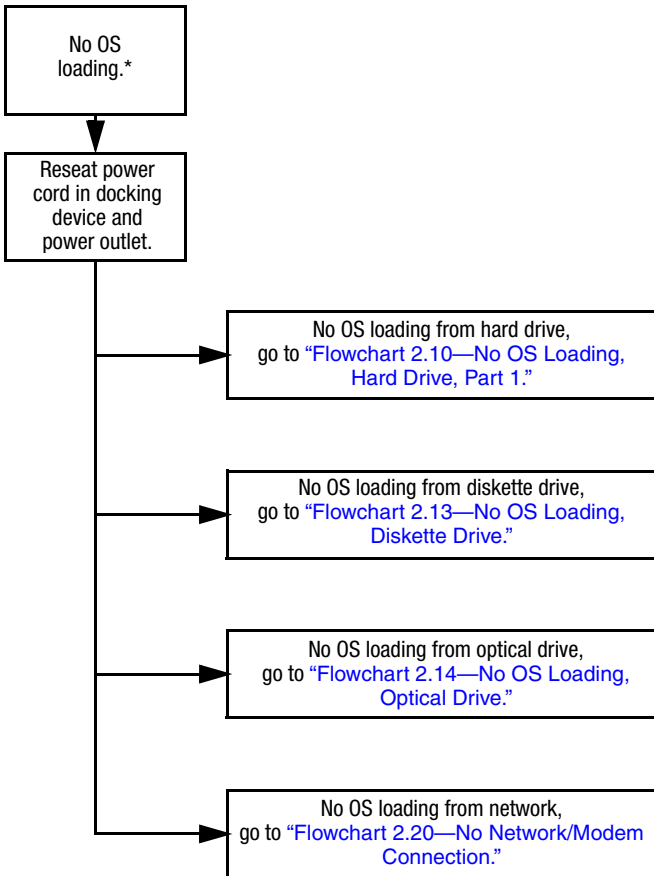 No OS
loading.*
Reseat power
cord in docking
device and
power outlet.
No OS loading from hard drive,
go to “Flowchart 2.10—No OS Loading,
Hard Drive, Part 1.”
No OS loading from diskette drive,
go to “Flowchart 2.13—No OS Loading,
Diskette Drive.”
No OS loading from optical drive,
go to “Flowchart 2.14—No OS Loading,
Optical Drive.”
No OS loading from network,
go to “Flowchart 2.20—No Network/Modem
Connection.”